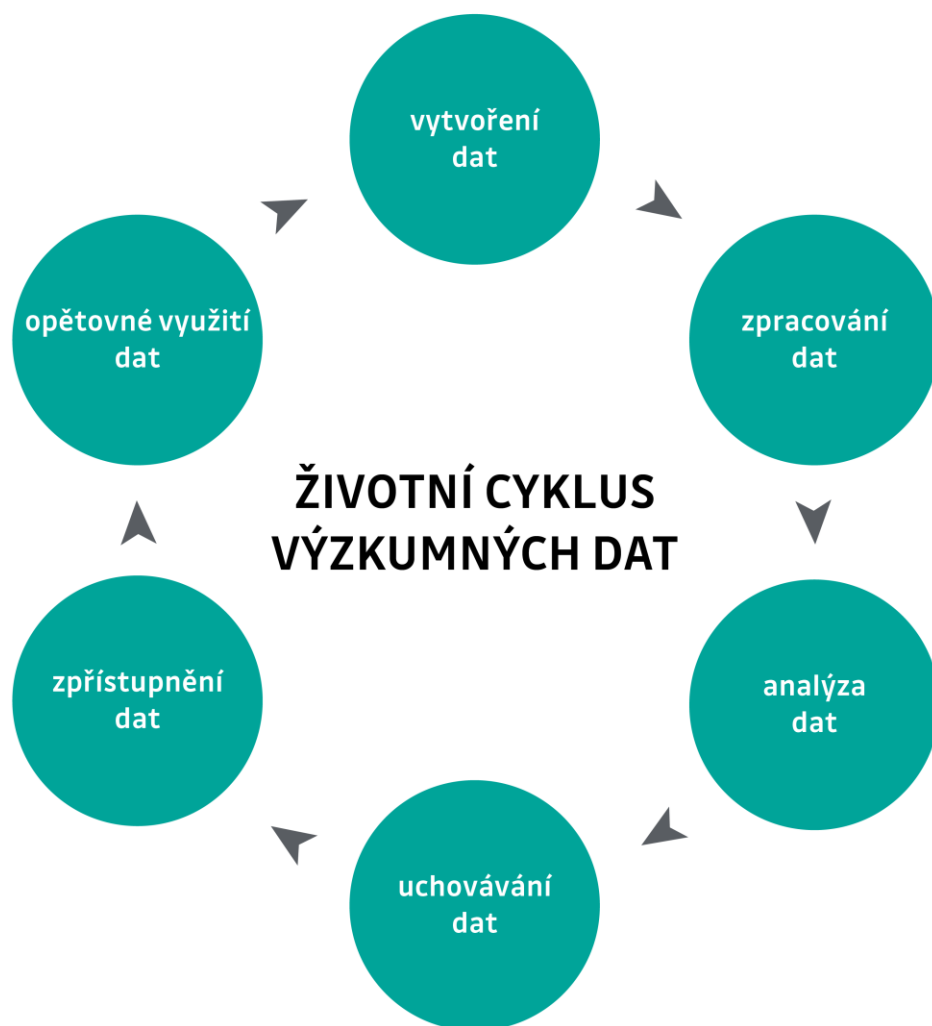 vytvoření
dat
zpracování
dat
analýza
dat
uchovávání
dat
zpřístupnění
dat
opětovné využití
dat
ŽIVOTNÍ CYKLUS
VÝZKUMNÝCH DAT